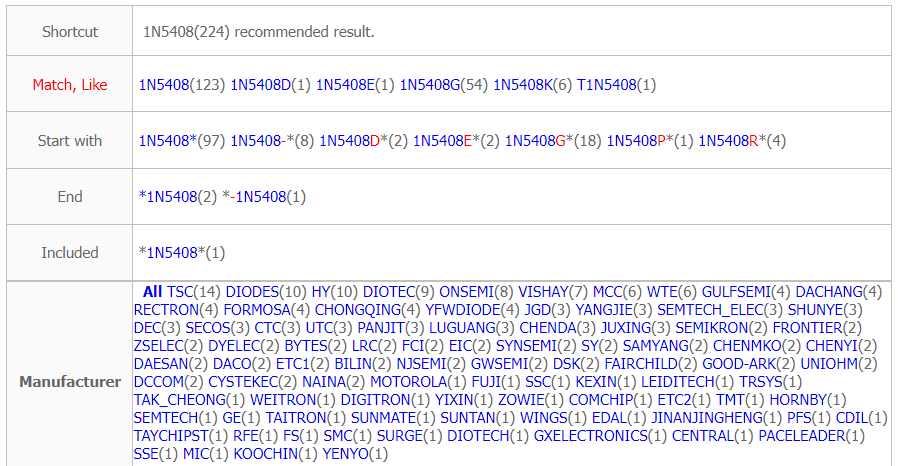 Shortcut 1N5408(224) recommended result.
Match, Like 1N5408(123) 1N5408D(1) 1N5408E(1) 1N5408G(54) 1N5408K(6) T1N5408(1)
Start with 1N5408*(97) 1N5408-*(8) 1N5408D*(2) 1N5408E*(2) 1N5408G*(18) 1N5408P*(1) 1N5408R*(4)
End *1N5408(2) *-1N5408(1)
Included *1N5408*(1)
Manufacturer
All TSC(14) DIODES(10) HY(10) DIOTEC(9) ONSEMI(8) VISHAY(7) MCC(6) WTE(6) GULFSEMI(4) DACHANG(4)
RECTRON(4) FORMOSA(4) CHONGQING(4) YFWDIODE(4) JGD(3) YANGJIE(3) SEMTECH_ELEC(3) SHUNYE(3)
DEC(3) SECOS(3) CTC(3) UTC(3) PANJIT(3) LUGUANG(3) CHENDA(3) JUXING(3) SEMIKRON(2) FRONTIER(2)
ZSELEC(2) DYELEC(2) BYTES(2) LRC(2) FCI(2) EIC(2) SYNSEMI(2) SY(2) SAMYANG(2) CHENMKO(2) CHENYI(2)
DAESAN(2) DACO(2) ETC1(2) BILIN(2) NJSEMI(2) GWSEMI(2) DSK(2) FAIRCHILD(2) GOOD-ARK(2) UNIOHM(2)
DCCOM(2) CYSTEKEC(2) NAINA(2) MOTOROLA(1) FUJI(1) SSC(1) KEXIN(1) LEIDITECH(1) TRSYS(1)
TAK_CHEONG(1) WEITRON(1) DIGITRON(1) YIXIN(1) ZOWIE(1) COMCHIP(1) ETC2(1) TMT(1) HORNBY(1)
SEMTECH(1) GE(1) TAITRON(1) SUNMATE(1) SUNTAN(1) WINGS(1) EDAL(1) JINANJINGHENG(1) PFS(1) CDIL(1)
TAYCHIPST(1) RFE(1) FS(1) SMC(1) SURGE(1) DIOTECH(1) GXELECTRONICS(1) CENTRAL(1) PACELEADER(1)
SSE(1) MIC(1) KOOCHIN(1) YENYO(1)